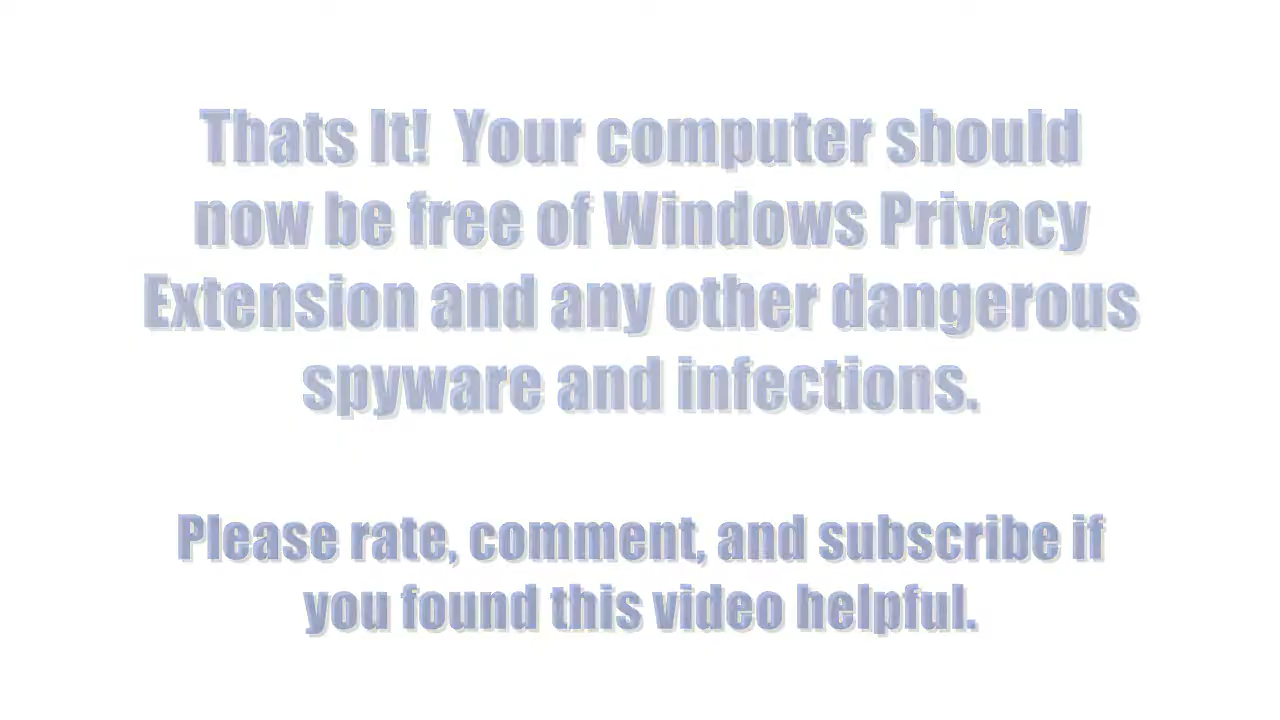 Thats It!  Your computer should
now be free of Windows Privacy
Extension and any other dangerous
spyware and infections.
Please rate, comment, and subscribe if
you found this video helpful.